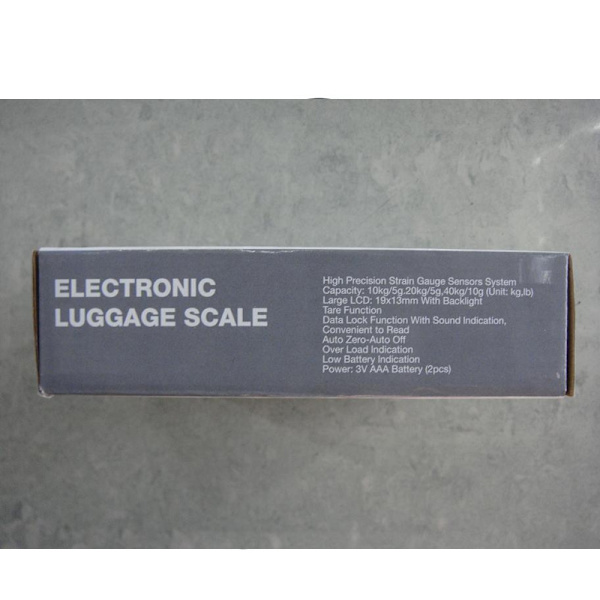 ELECTRONIC
LUGGAGE SCALE
High Precision Strain Gauge Sensors System
Capacity: 10kg/5g.20kg/5g,40kg/10g (Unit; kg,lb)
Large LCD: 19x13mm With Backlight
Tare Function
Data Lock Function With Sound Indication,
Convenient to Read
Auto Zero-Auto Off
Over Load Indication
Low Battery Indication
Power: 3V AAA Battery (2pcs)